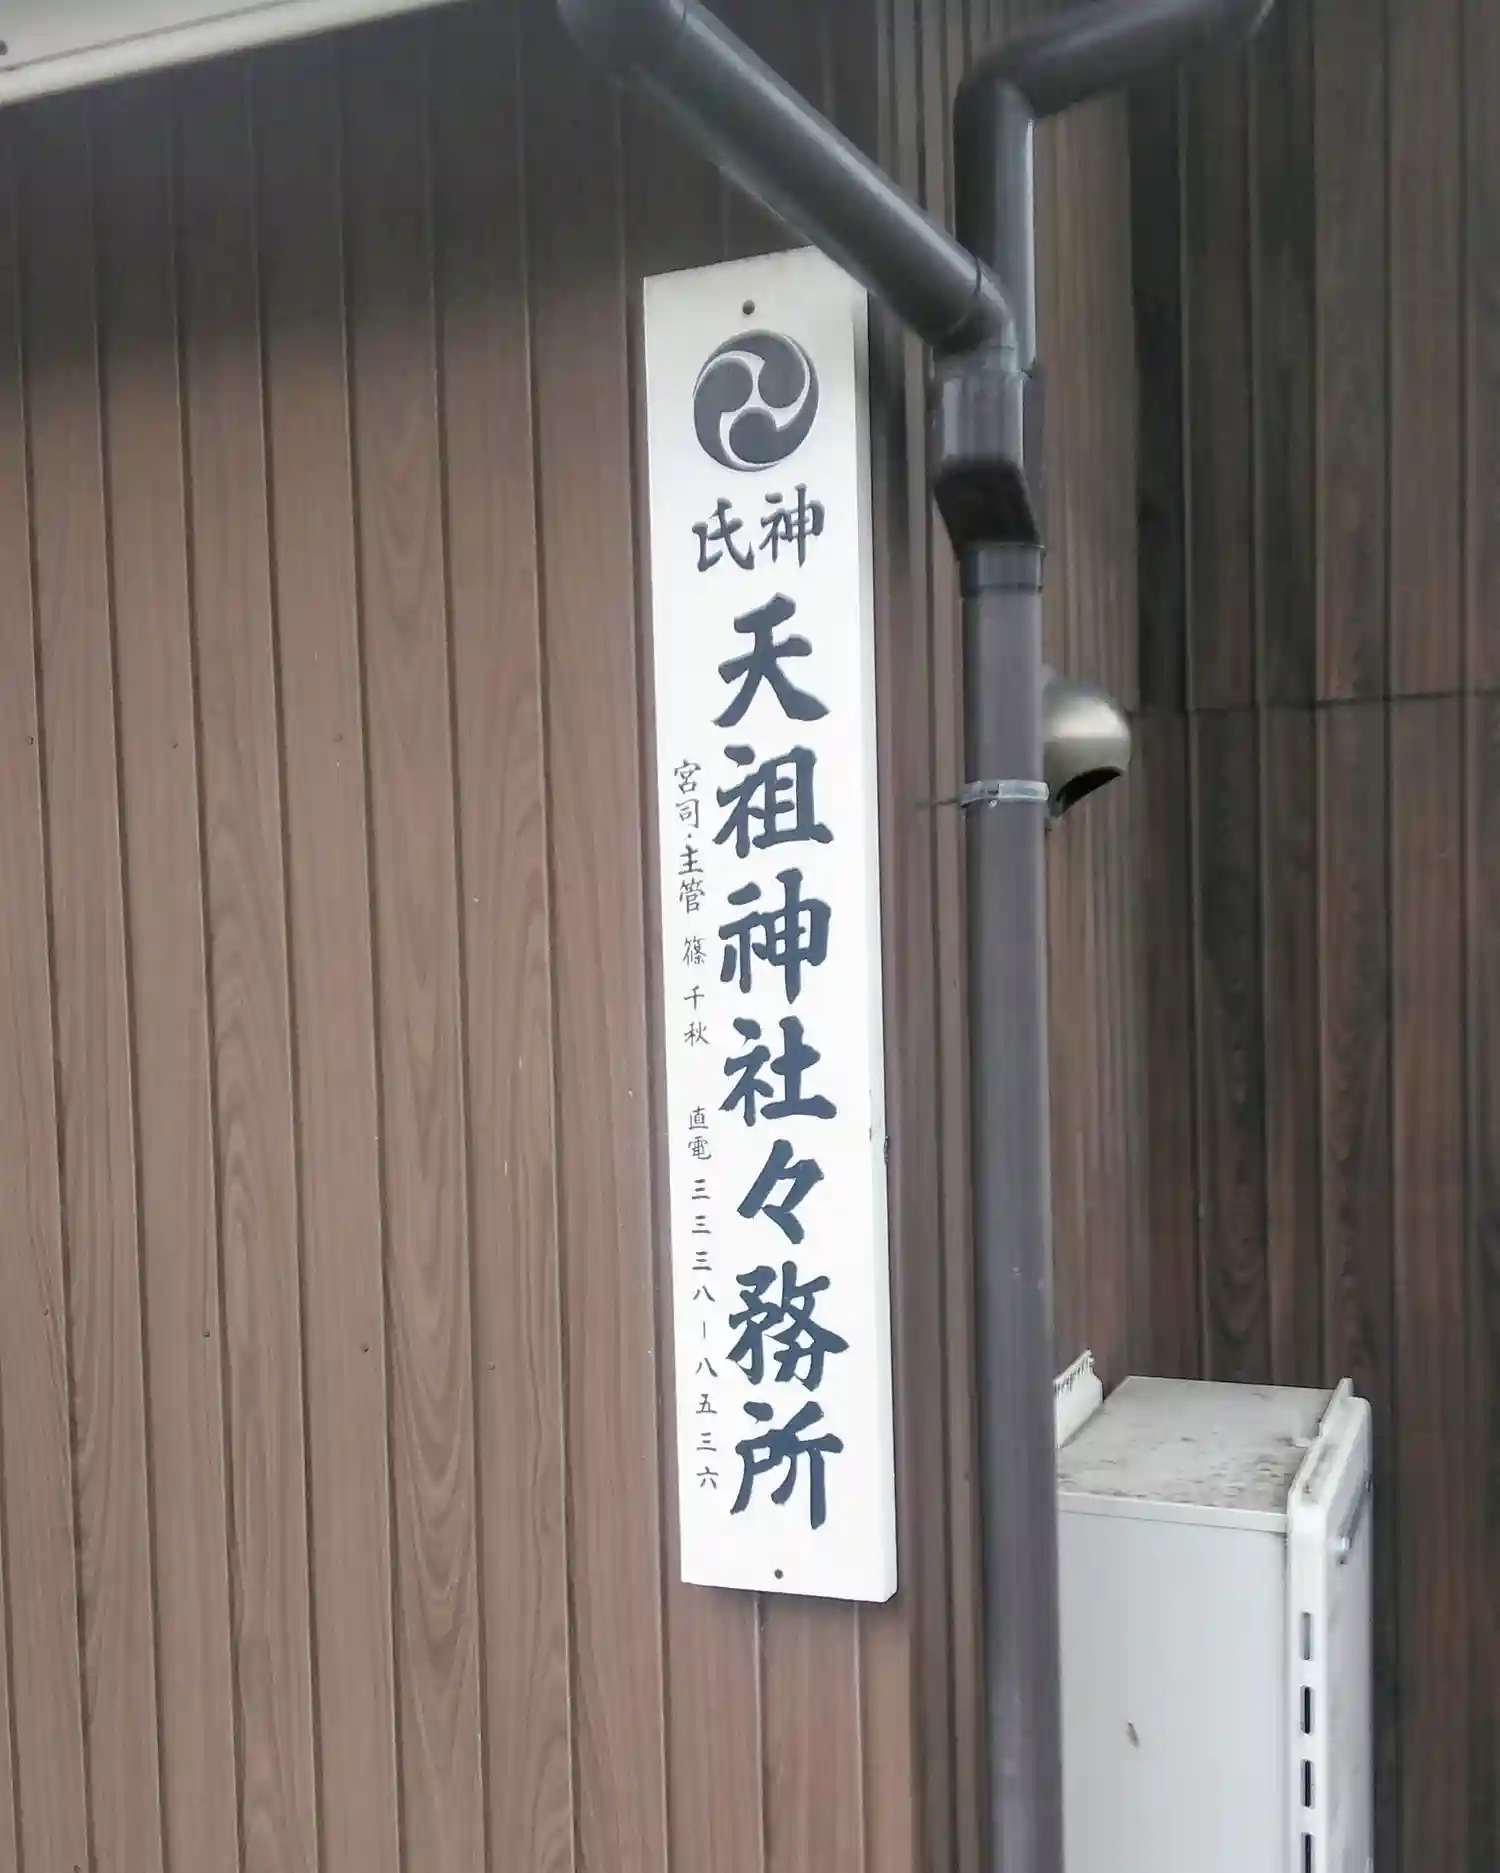 氏神
天祖神社々務所
宮司・主管 篠 千秋 直電 三三三八ー八五三六